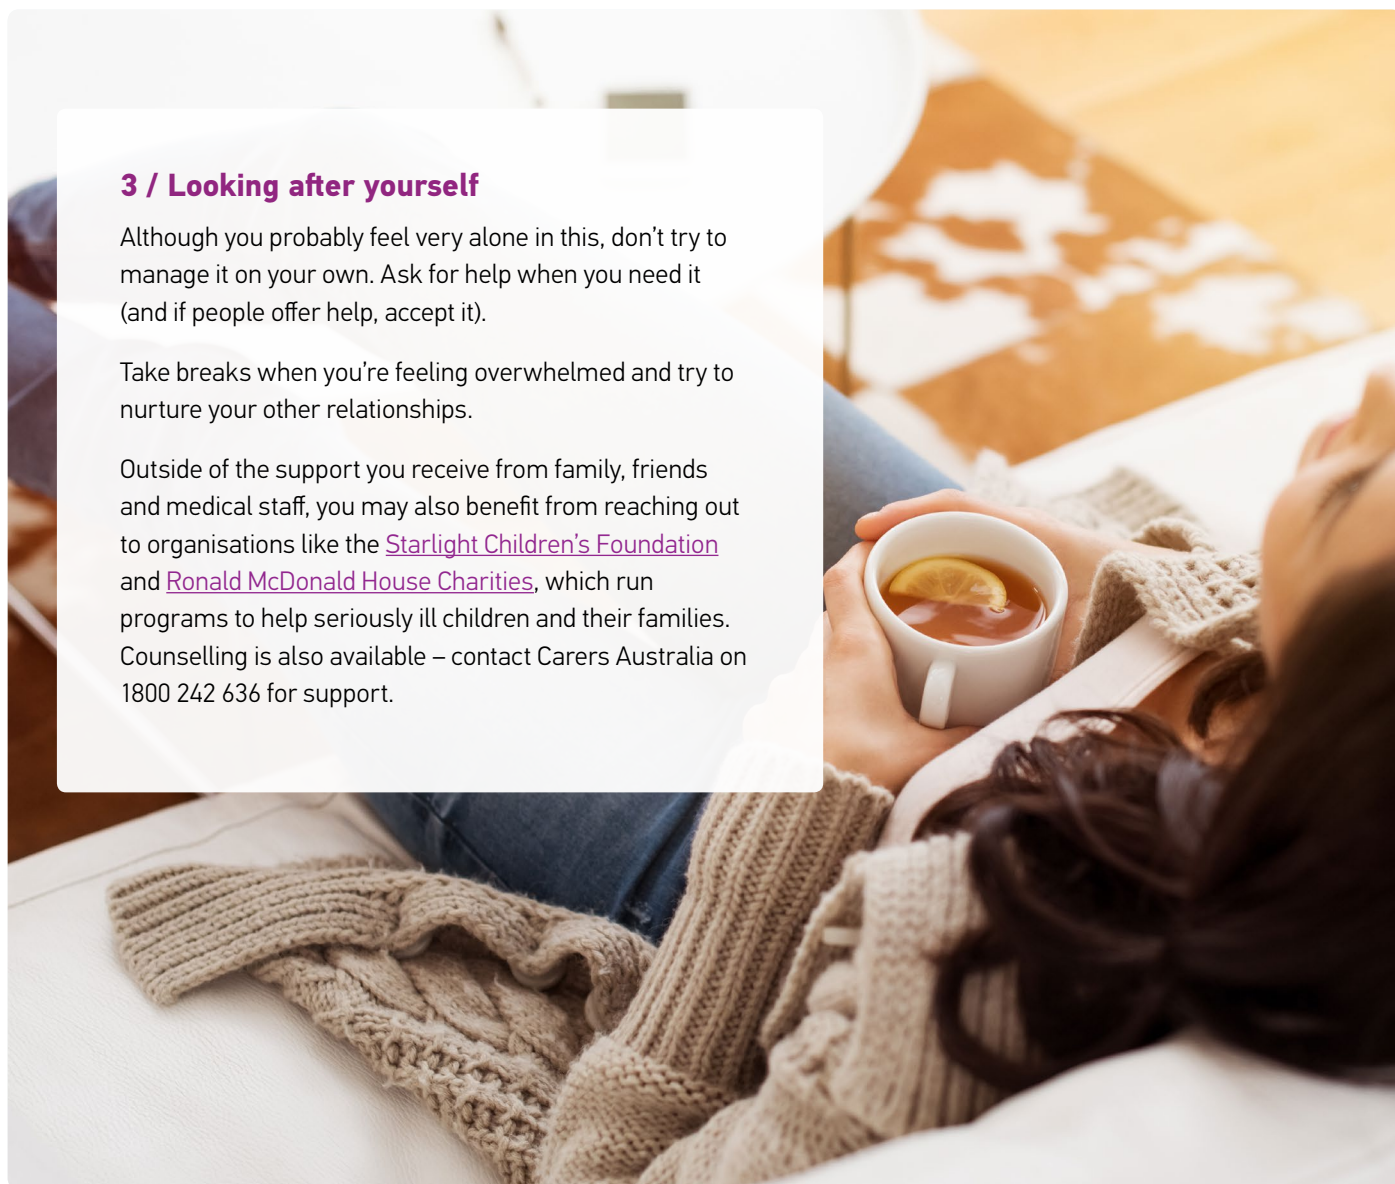 3 / Looking after yourself
Although you probably feel very alone in this, don’t try to
manage it on your own. Ask for help when you need it
(and if people offer help, accept it).
Take breaks when you’re feeling overwhelmed and try to
nurture your other relationships.
Outside of the support you receive from family, friends
and medical staff, you may also benefit from reaching out
to organisations like the Starlight Children’s Foundation
and Ronald McDonald House Charities, which run
programs to help seriously ill children and their families.
Counselling is also available – contact Carers Australia on
1800 242 636 for support.